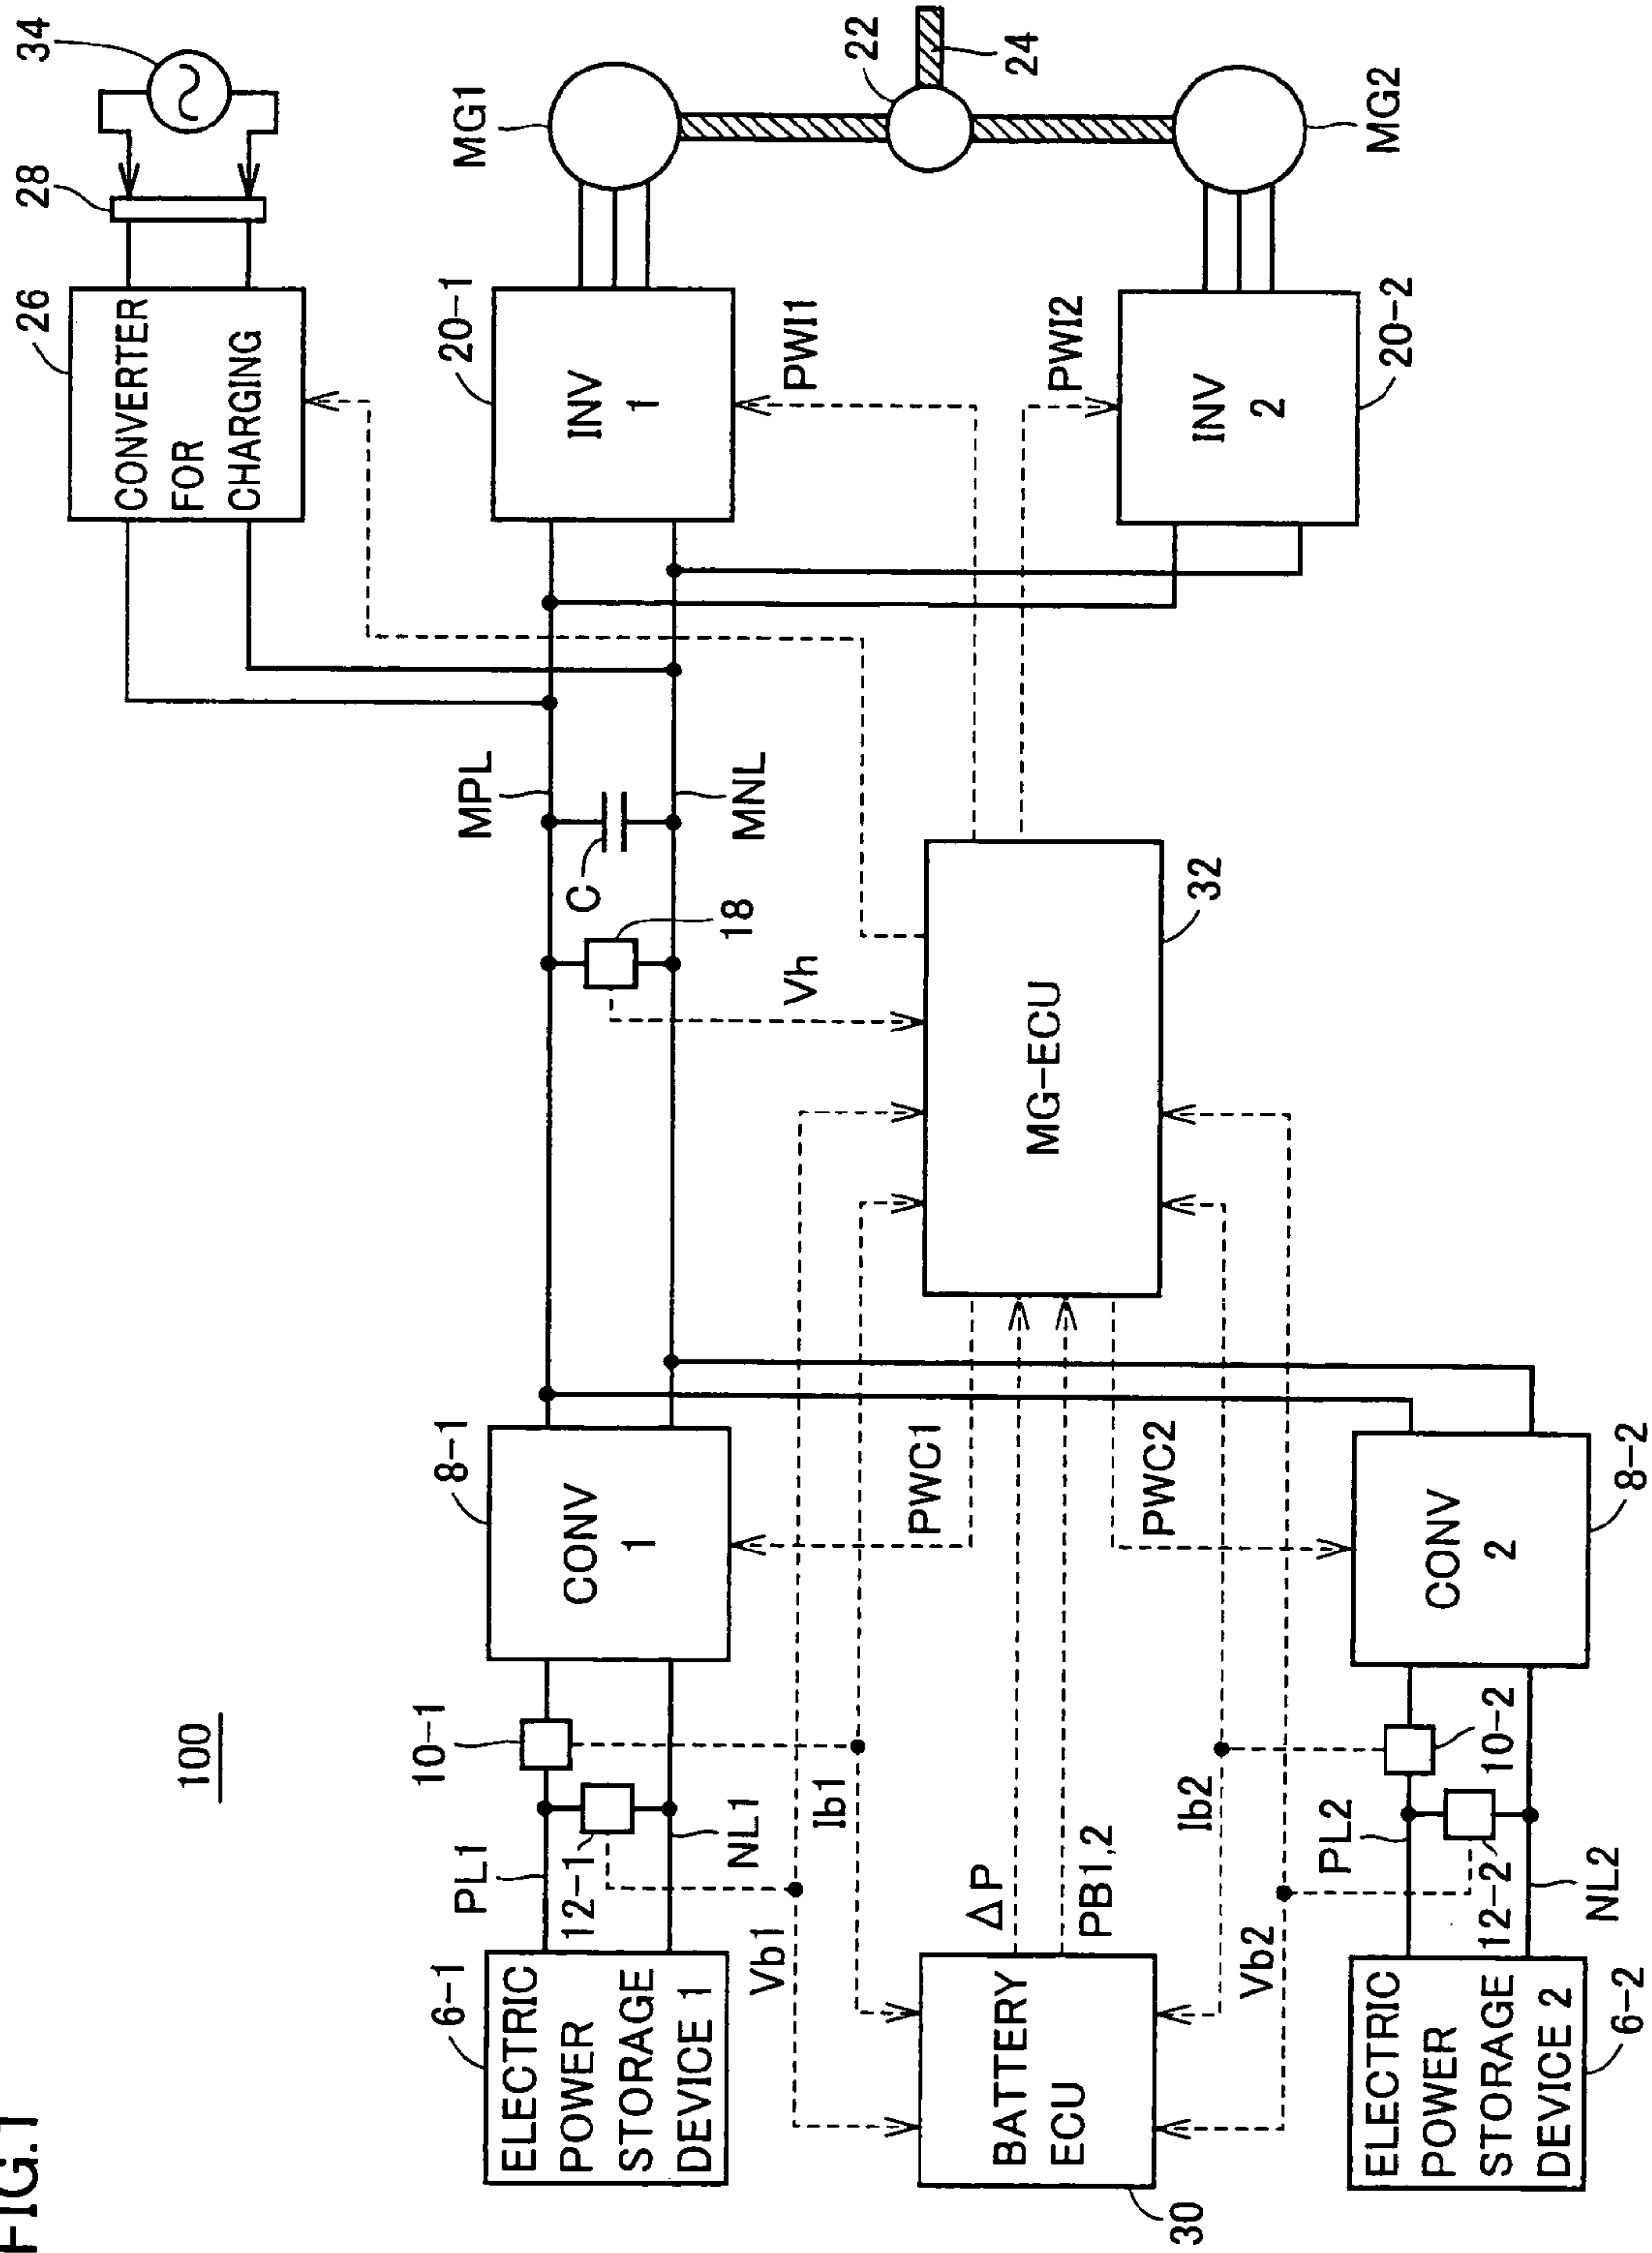 FIG.1
100
34
28
26
CONVERTER
FOR
CHARGING
MG1
22
24
MG2
20-1
INV
1
PWI1
PWI2
INV
2
20-2
MPL
C
MNL
18
Vh
MG-ECU
32
8-1
CONV
1
PWC1
PWC2
CONV
2
8-2
10-1
PL1
12-1
NL1
Ib1
Vb1
6-1
ELECTRIC
POWER
STORAGE
DEVICE 1
ΔP
PB1,2
BATTERY
ECU
30
Ib2
Vb2
PL2
10-2
12-2
NL2
ELECTRIC
POWER
STORAGE
DEVICE 2
6-2